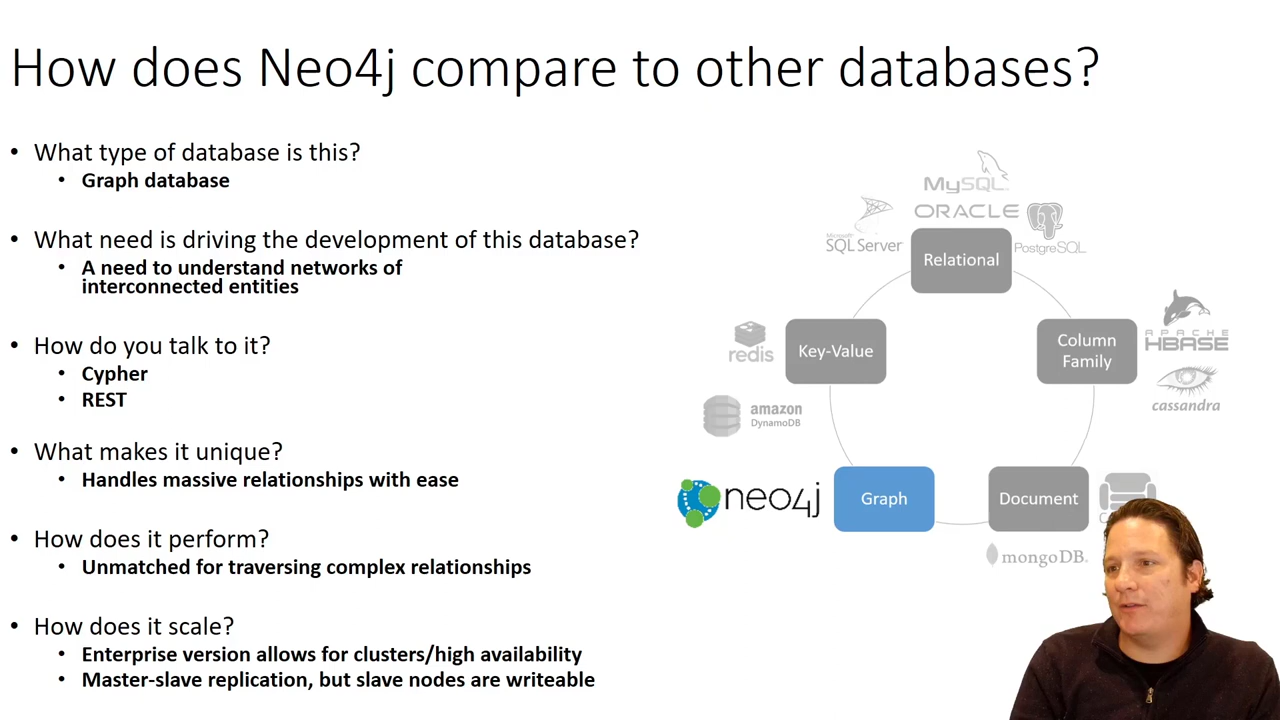 How does Neo4j compare to other databases?
• What type of database is this?
• Graph database
• What need is driving the development of this database?
• A need to understand networks of
interconnected entities
• How do you talk to it?
• Cypher
• REST
• What makes it unique?
• Handles massive relationships with ease
• How does it perform?
• Unmatched for traversing complex relationships
• How does it scale?
• Enterprise version allows for clusters/high availability
• Master-slave replication, but slave nodes are writeable
MySQL
ORACLE
Microsoft
SQL Server
PostgreSQL
Relational
redis
Key-Value
Column
Family
APACHE
HBASE
amazon
DynamoDB
cassandra
neo4j
Graph
Document
mongoDB